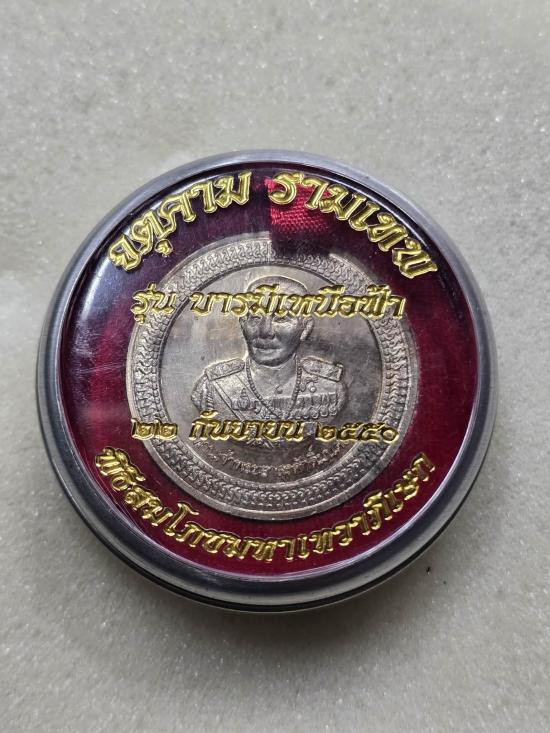 จตุคาม รามเทพ
รุ่น บารมีเหนือฟ้า
๒๒ กันยายน ๒๕๕๐
พิธีสมโภชมหาเทวาภิเษก